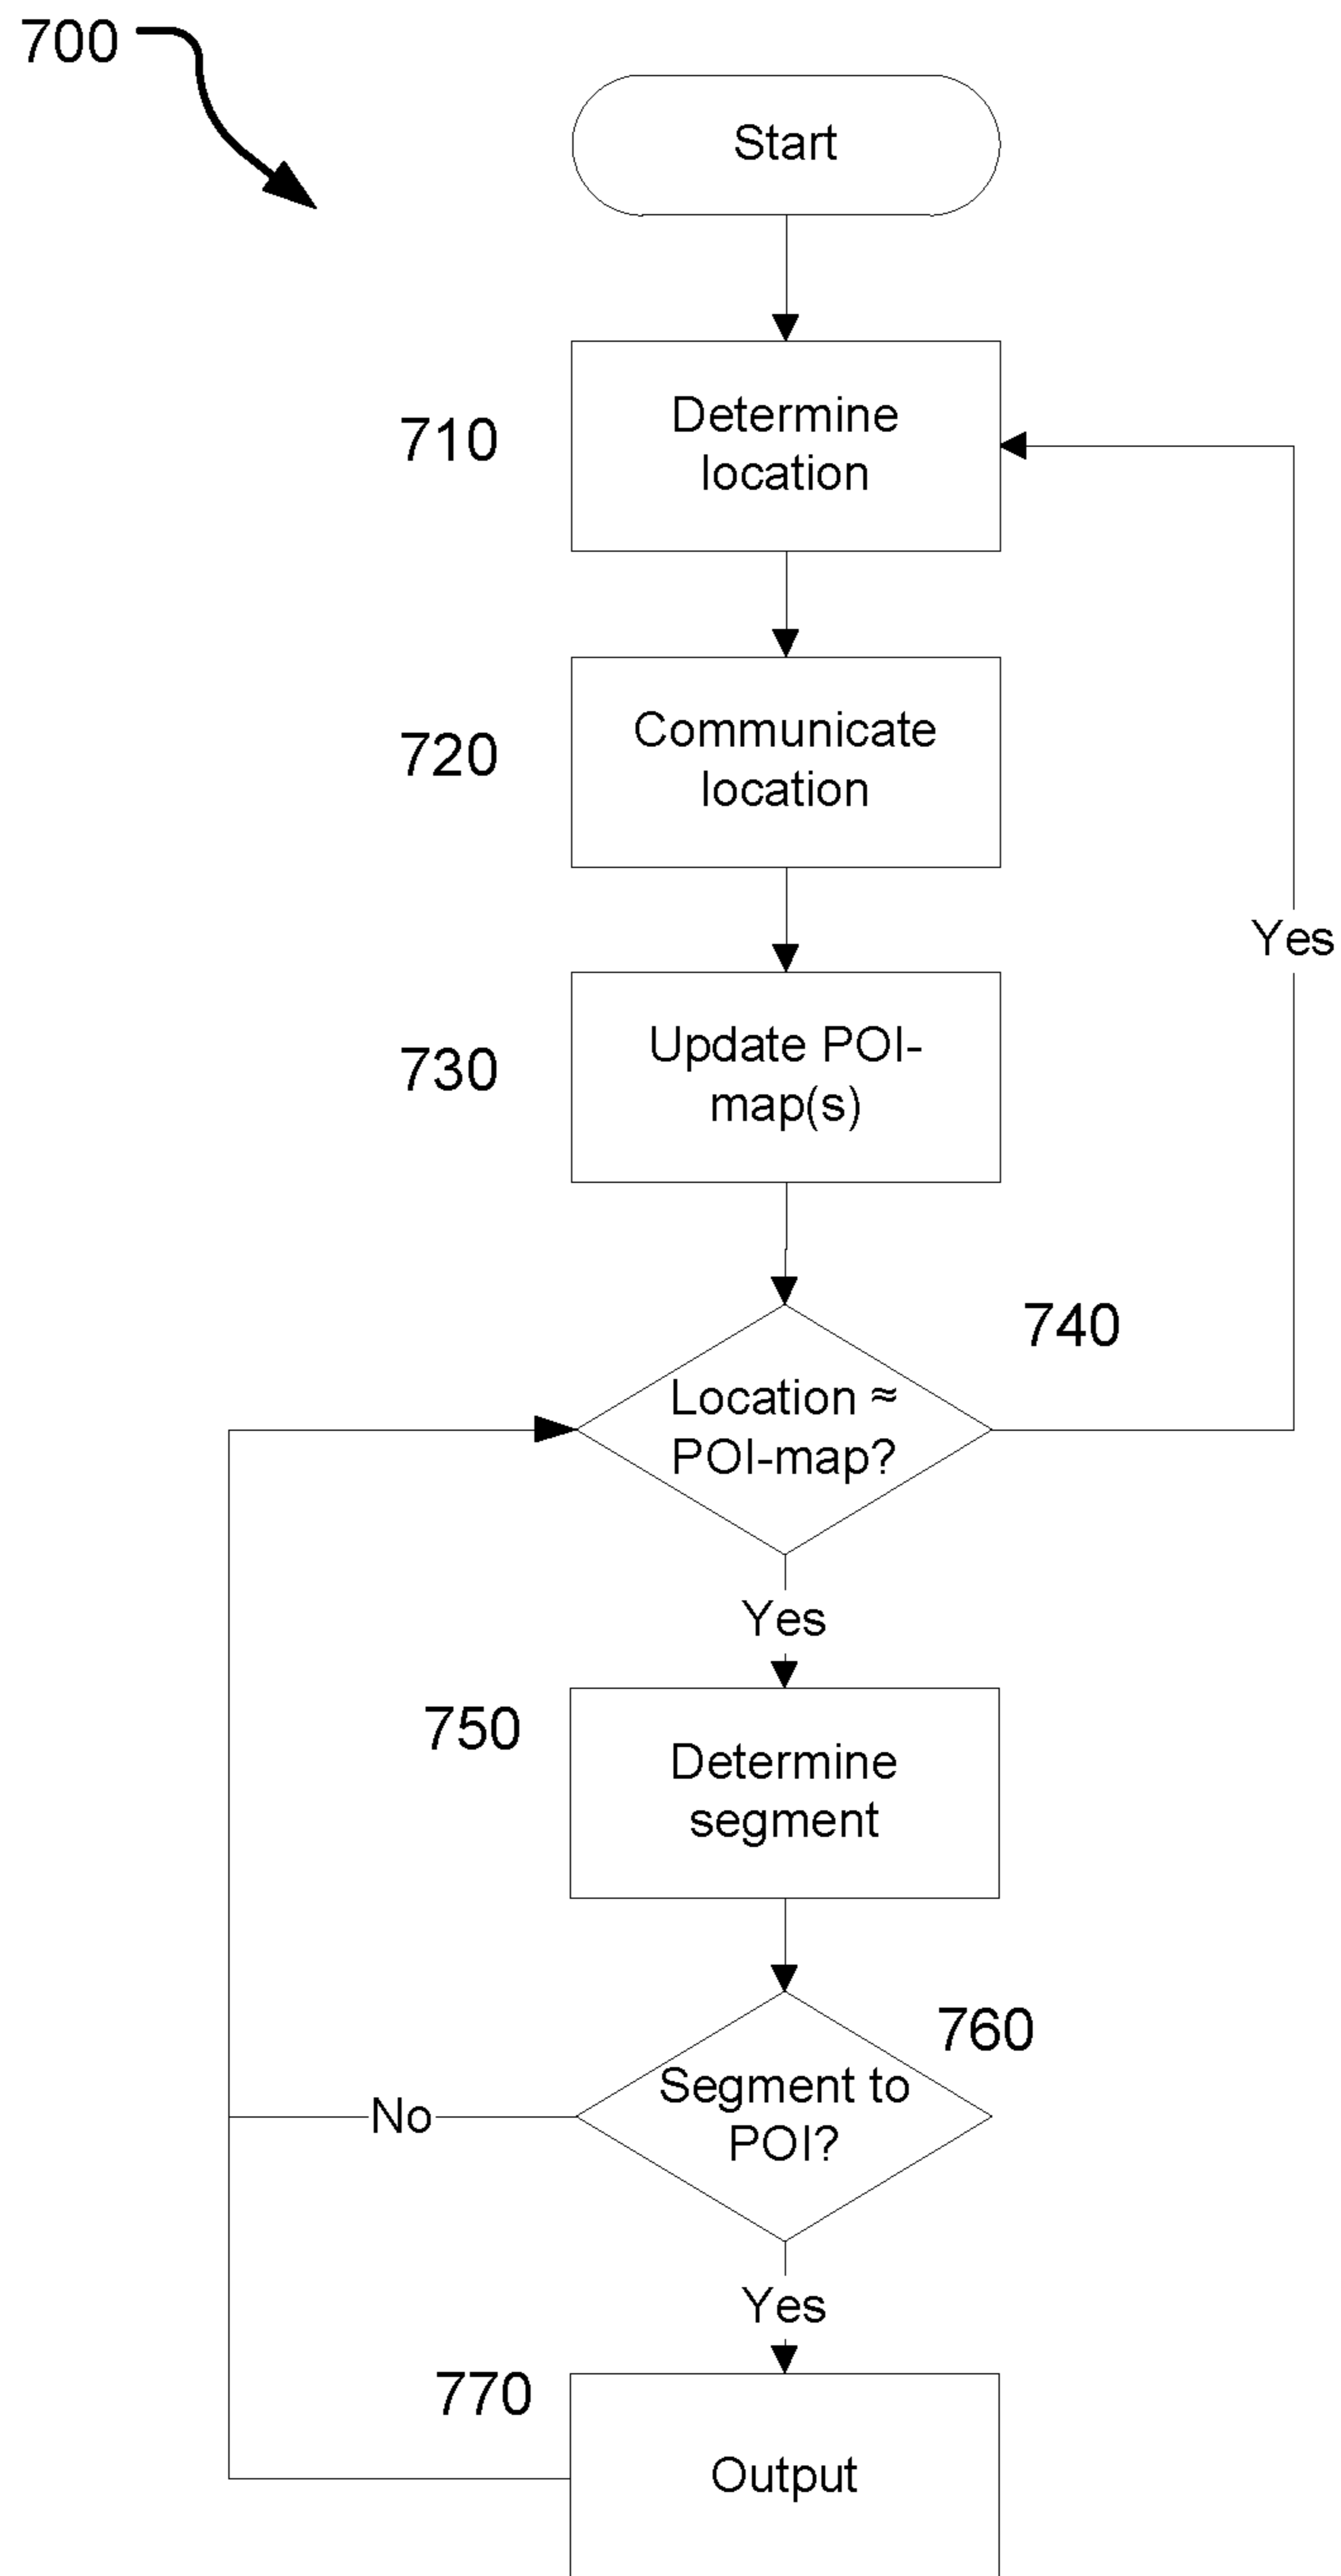 700
Start
710
Determine
location
720
Communicate
location
Yes
730
Update POI-
map(s)
740
Location ≈
POI-map?
Yes
750
Determine
segment
760
Segment to
POI?
No
Yes
770
Output